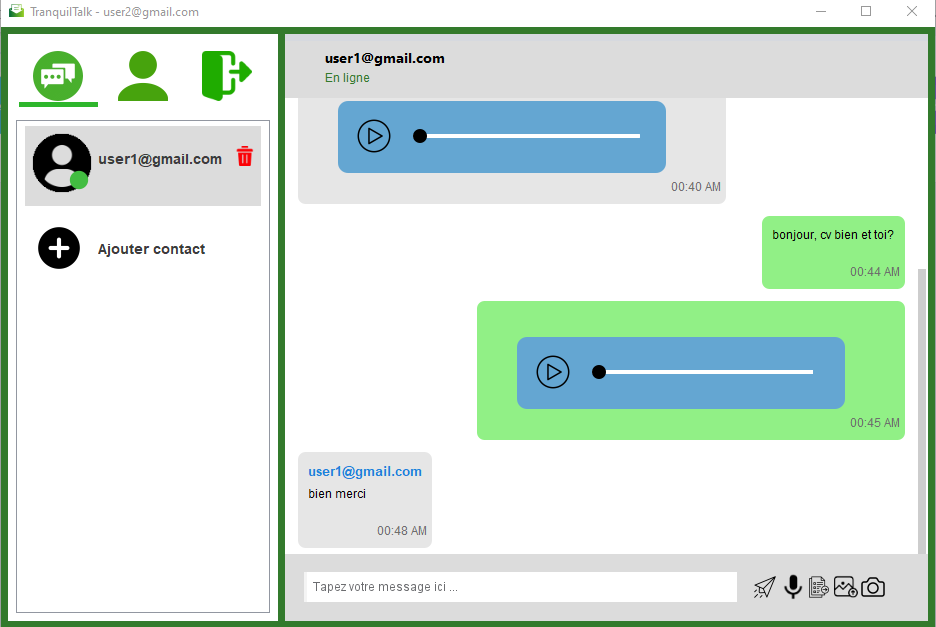 TranquilTalk - user2@gmail.com
user1@gmail.com
Ajouter contact
user1@gmail.com
En ligne
00:40 AM
bonjour, cv bien et toi?
00:44 AM
00:45 AM
user1@gmail.com
bien merci
00:48 AM
Tapez votre message ici ...